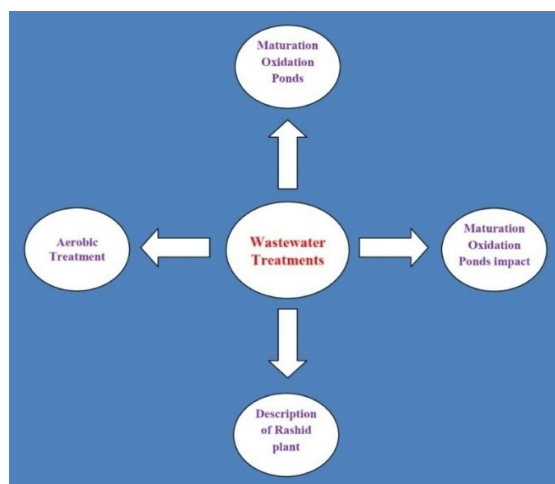 Maturation
Oxidation
Ponds
Aerobic
Treatment
Wastewater
Treatments
Maturation
Oxidation
Ponds impact
Description
of Rashid
plant